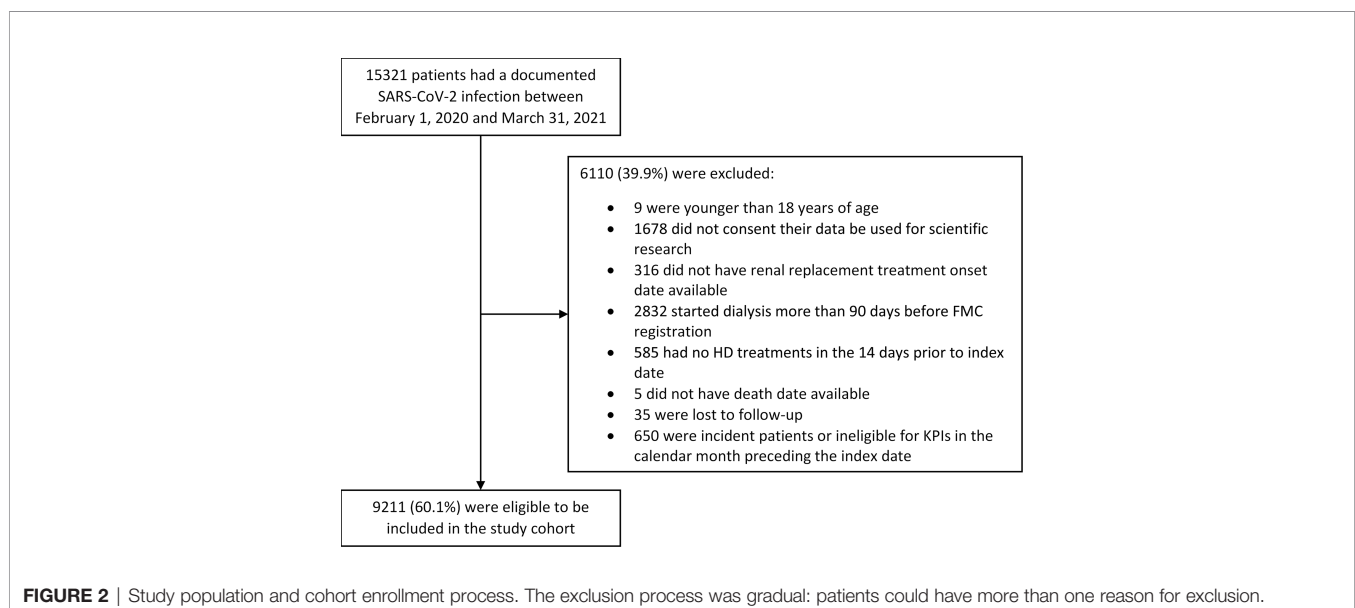 15321 patients had a documented
SARS-CoV-2 infection between
February 1, 2020 and March 31, 2021
6110 (39.9%) were excluded:
• 9 were younger than 18 years of age
• 1678 did not consent their data be used for scientific
research
• 316 did not have renal replacement treatment onset
date available
• 2832 started dialysis more than 90 days before FMC
registration
• 585 had no HD treatments in the 14 days prior to index
date
• 5 did not have death date available
• 35 were lost to follow-up
• 650 were incident patients or ineligible for KPIs in the
calendar month preceding the index date
9211 (60.1%) were eligible to be
included in the study cohort
FIGURE 2 | Study population and cohort enrollment process. The exclusion process was gradual: patients could have more than one reason for exclusion.